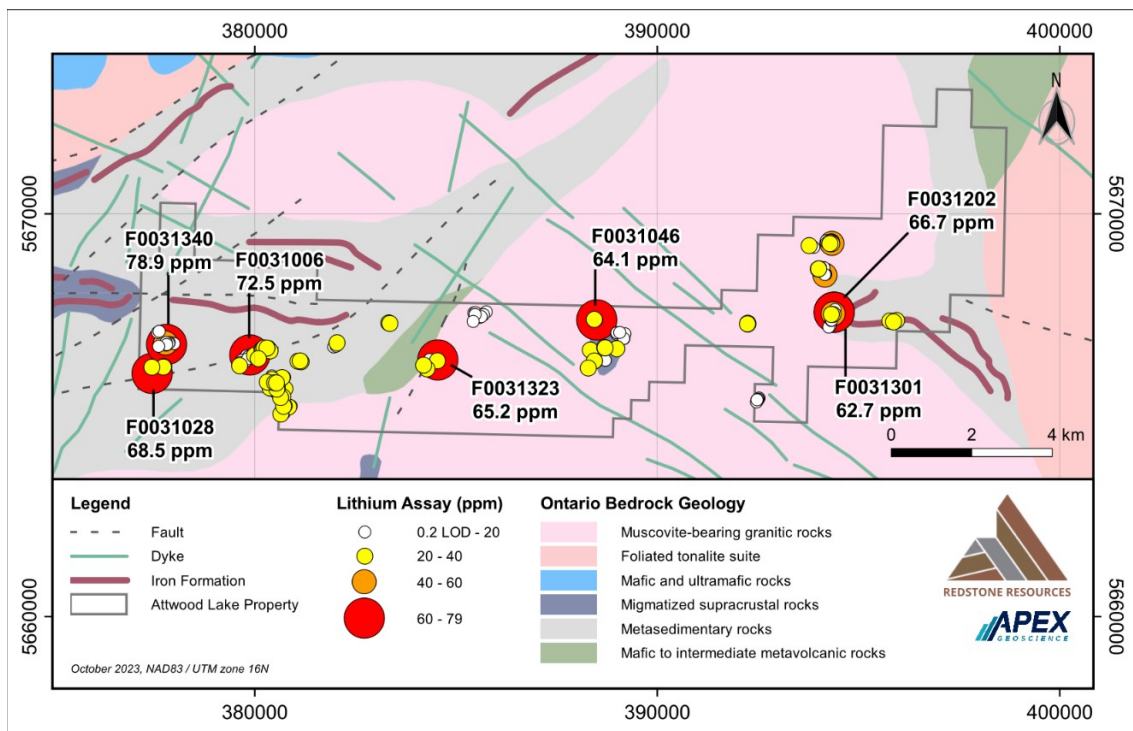 380000
390000
400000
N
5670000
5670000
F0031202
66.7 ppm
F0031340
78.9 ppm
F0031006
72.5 ppm
F0031046
64.1 ppm
F0031323
65.2 ppm
F0031301
62.7 ppm
F0031028
68.5 ppm
0 2 4 km
Legend
Fault
Dyke
Iron Formation
Attwood Lake Property
October 2023, NAD83 / UTM zone 16N
Lithium Assay (ppm)
0.2 LOD - 20
20 - 40
40 - 60
60 - 79
Ontario Bedrock Geology
Muscovite-bearing granitic rocks
Foliated tonalite suite
Mafic and ultramafic rocks
Migmatized supracrustal rocks
Metasedimentary rocks
Mafic to intermediate metavolcanic rocks
REDSTONE RESOURCES
APEX
GEOSCIENCE
5660000
5660000
380000
390000
400000